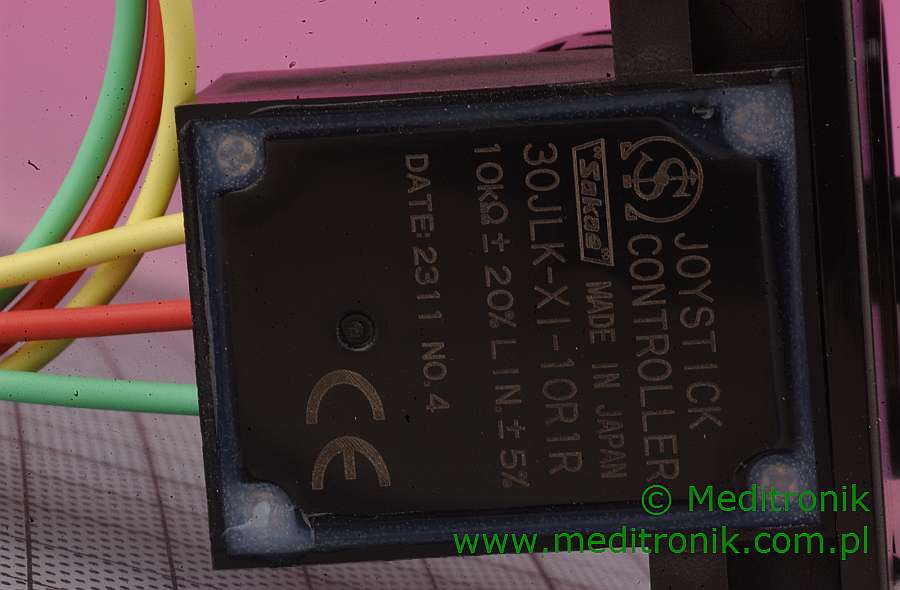 JOYSTICK
CONTROLLER
"Sakae" MADE IN JAPAN
30JLK-X1-10R1R
10kΩ ± 20% LIN. ± 5%
DATE: 2311 NO. 4
CE
© Meditronik
www.meditronik.com.pl